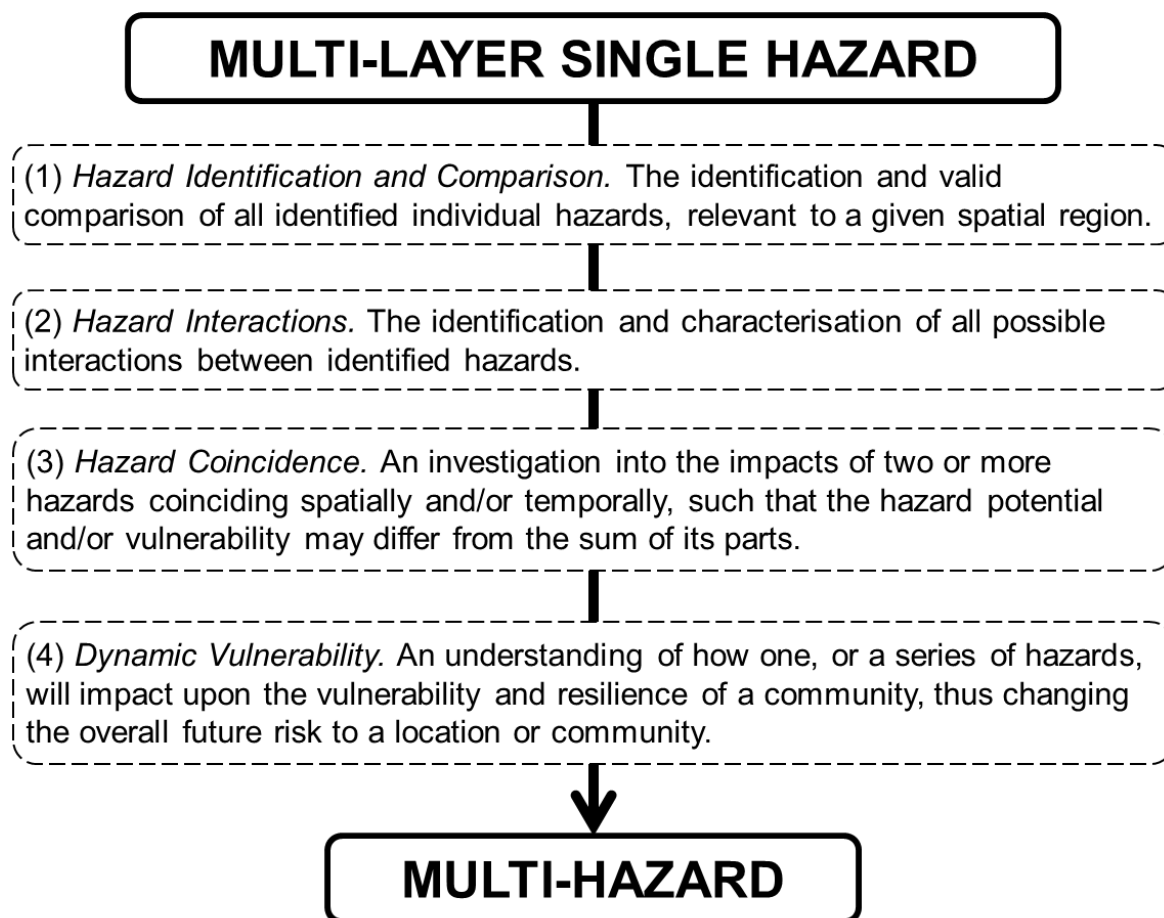 MULTI-LAYER SINGLE HAZARD
(1) Hazard Identification and Comparison. The identification and valid
comparison of all identified individual hazards, relevant to a given spatial region.
(2) Hazard Interactions. The identification and characterisation of all possible
interactions between identified hazards.
(3) Hazard Coincidence. An investigation into the impacts of two or more
hazards coinciding spatially and/or temporally, such that the hazard potential
and/or vulnerability may differ from the sum of its parts.
(4) Dynamic Vulnerability. An understanding of how one, or a series of hazards,
will impact upon the vulnerability and resilience of a community, thus changing
the overall future risk to a location or community.
MULTI-HAZARD